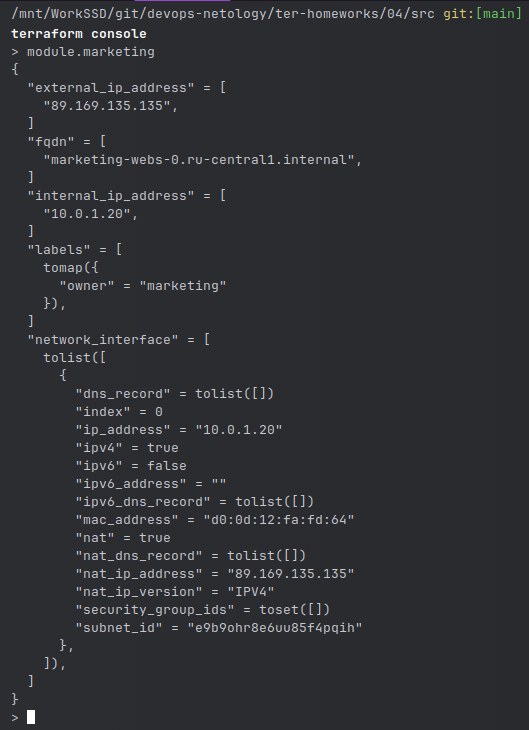 /mnt/WorkSSD/git/devops-netology/ter-homeworks/04/src git:[main]
terraform console
> module.marketing
{
  "external_ip_address" = [
    "89.169.135.135",
  ]
  "fqdn" = [
    "marketing-webs-0.ru-central1.internal",
  ]
  "internal_ip_address" = [
    "10.0.1.20",
  ]
  "labels" = [
    tomap({
      "owner" = "marketing"
    }),
  ]
  "network_interface" = [
    tolist([
      {
        "dns_record" = tolist([])
        "index" = 0
        "ip_address" = "10.0.1.20"
        "ipv4" = true
        "ipv6" = false
        "ipv6_address" = ""
        "ipv6_dns_record" = tolist([])
        "mac_address" = "d0:0d:12:fa:fd:64"
        "nat" = true
        "nat_dns_record" = tolist([])
        "nat_ip_address" = "89.169.135.135"
        "nat_ip_version" = "IPV4"
        "security_group_ids" = toset([])
        "subnet_id" = "e9b9ohr8e6uu85f4pqih"
      },
    ]),
  ]
}
>